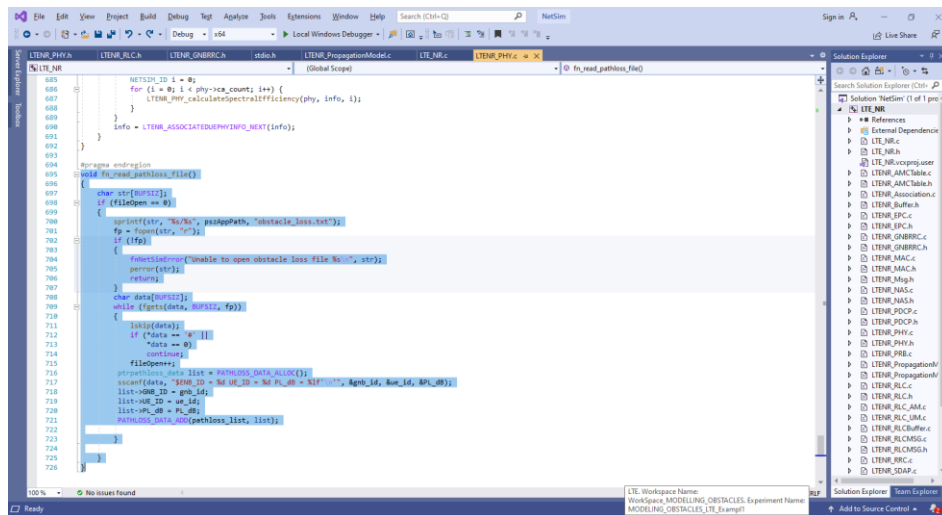 File Edit View Project Build Debug Test Analyze Tools Extensions Window Help Search (Ctrl+Q) NetSim Sign in
Debug x64 Local Windows Debugger Live Share
Server Explorer
Toolbox
LTENR_PHY.h LTENR_RLC.h LTENR_GNBRRC.h stdio.h LTENR_PropagationModel.c LTE_NR.c LTENR_PHY.c
LTE_NR (Global Scope) fn_read_pathloss_file()
685 NETSIM_ID i = 0;
686 for (i = 0; i < phy->ca_count; i++) {
687 LTENR_PHY_calculateSpectralEfficiency(phy, info, i);
688 }
689 }
690 info = LTENR_ASSOCIATEDUEPHYINFO_NEXT(info);
691 }
692 }
693
694 #pragma endregion
695 void fn_read_pathloss_file()
696 {
697 char str[BUFSIZ];
698 if (fileOpen == 0)
699 {
700 sprintf(str, "%s/%s", pszAppPath, "obstacle_loss.txt");
701 fp = fopen(str, "r");
702 if (!fp)
703 {
704 fnNetSimError("Unable to open obstacle loss file %s\n", str);
705 perror(str);
706 return;
707 }
708 char data[BUFSIZ];
709 while (fgets(data, BUFSIZ, fp))
710 {
711 lskip(data);
712 if (*data == '#' ||
713 *data == 0)
714 continue;
715 fileOpen++;
716 ptrpathloss_data list = PATHLOSS_DATA_ALLOC();
717 sscanf(data, "$ENB_ID = %d UE_ID = %d PL_dB = %lf"\n"", &gnb_id, &ue_id, &PL_dB);
718 list->GNB_ID = gnb_id;
719 list->UE_ID = ue_id;
720 list->PL_dB = PL_dB;
721 PATHLOSS_DATA_ADD(pathloss_list, list);
722
723 }
724
725 }
726 }
100 % No issues found
Ready
LTE. Workspace Name:
WorkSpace_MODELLING_OBSTACLES. Experiment Name:
MODELING_OBSTACLES_LTE_Exampl1
RLF
Solution Explorer
Search Solution Explorer (Ctrl+
Solution 'NetSim' (1 of 1 pro
LTE_NR
References
External Dependencie
LTE_NR.c
LTE_NR.h
LTE_NR.vcxproj.user
LTENR_AMCTable.c
LTENR_AMCTable.h
LTENR_Association.c
LTENR_Buffer.h
LTENR_EPC.c
LTENR_EPC.h
LTENR_GNBRRC.c
LTENR_GNBRRC.h
LTENR_MAC.c
LTENR_MAC.h
LTENR_Msg.h
LTENR_NAS.c
LTENR_NAS.h
LTENR_PDCP.c
LTENR_PDCP.h
LTENR_PHY.c
LTENR_PHY.h
LTENR_PRB.c
LTENR_PropagationM
LTENR_PropagationM
LTENR_RLC.c
LTENR_RLC.h
LTENR_RLC_AM.c
LTENR_RLC_UM.c
LTENR_RLCBuffer.c
LTENR_RLCMSG.c
LTENR_RLCMSG.h
LTENR_RRC.c
LTENR_SDAP.c
Solution Explorer Team Explorer
Add to Source Control